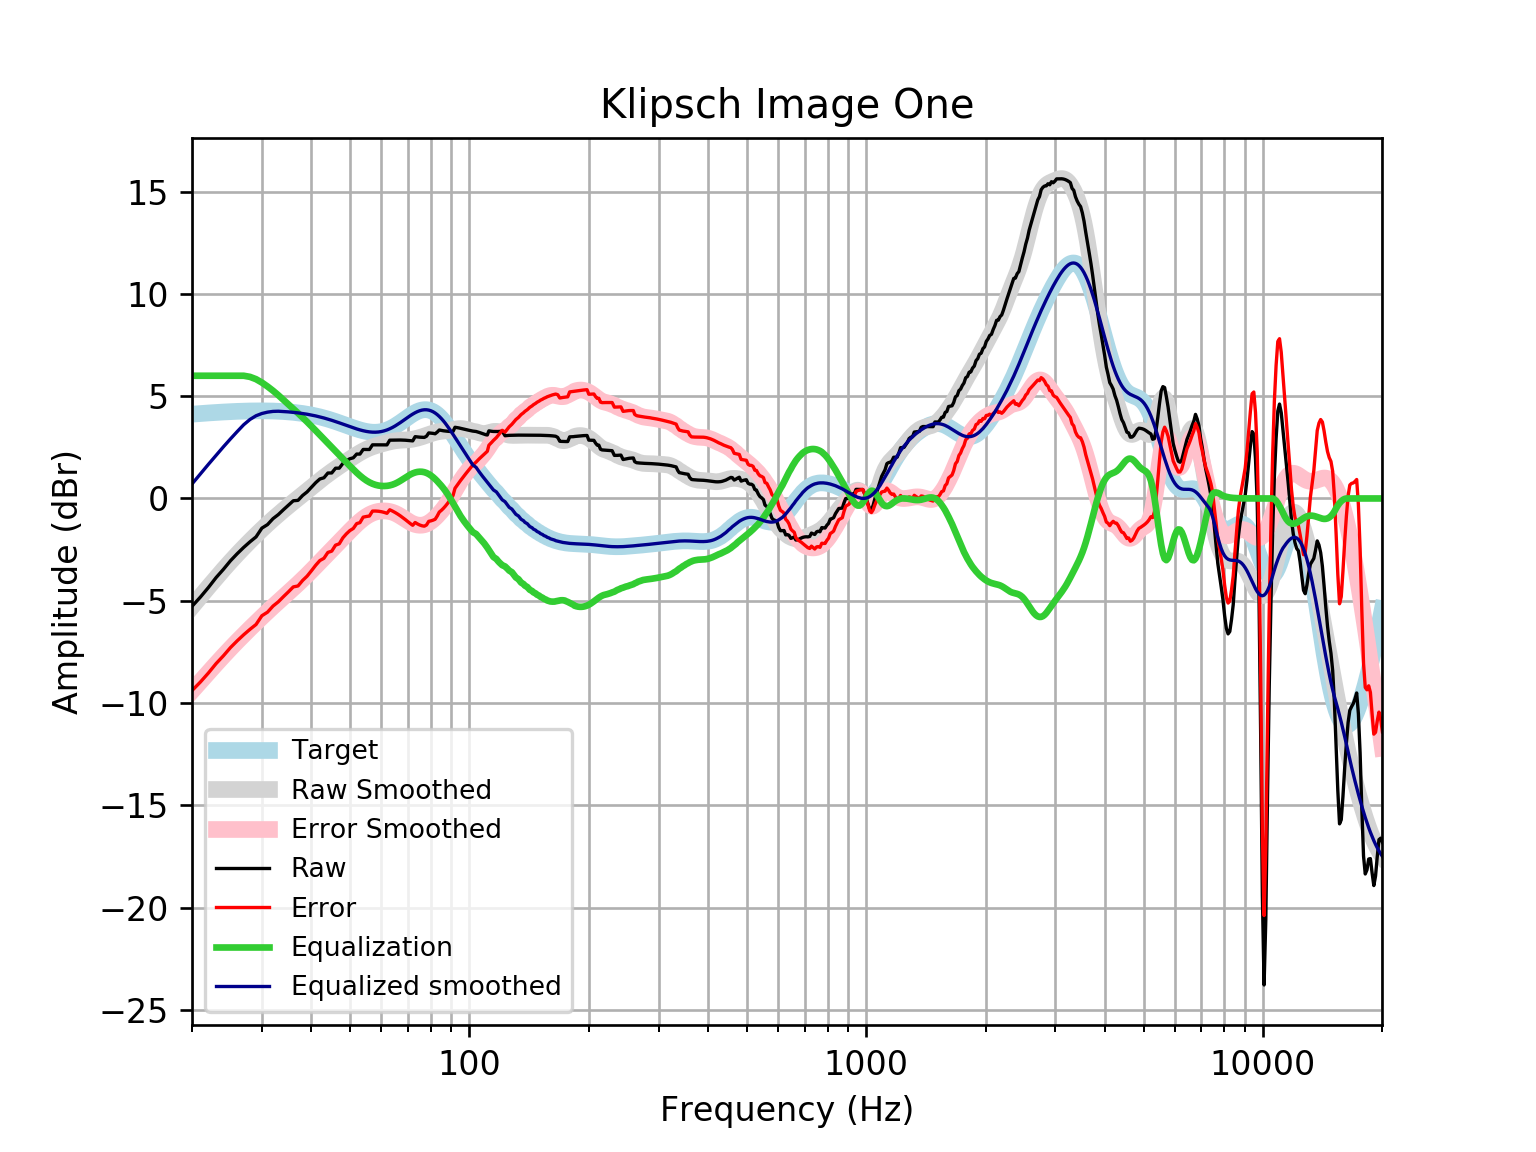 Klipsch Image One
15
10
5
0
−5
−10
−15
−20
−25
Amplitude (dBr)
Target
Raw Smoothed
Error Smoothed
Raw
Error
Equalization
Equalized smoothed
100
1000
10000
Frequency (Hz)